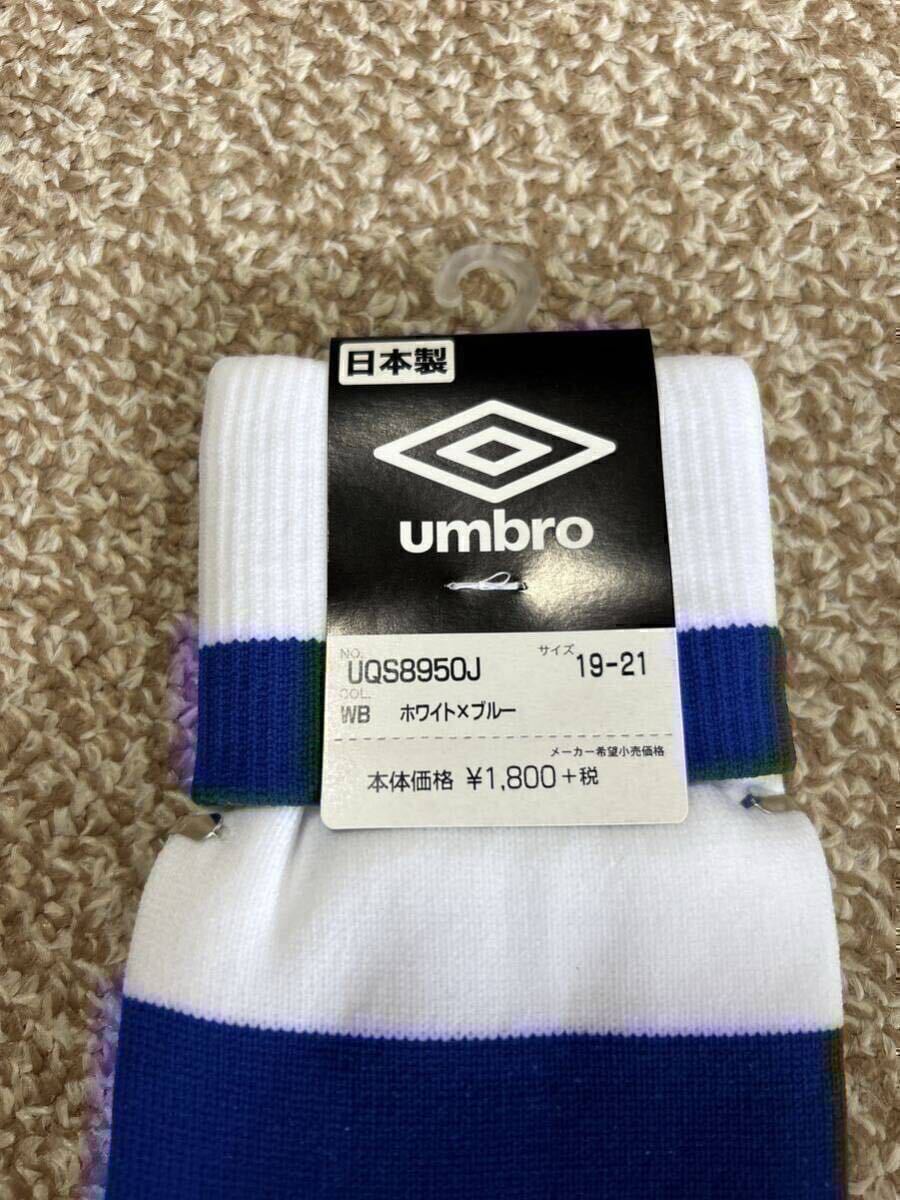 日本製
umbro
NO.
UQS8950J
サイズ 19-21
COL.
WB ホワイト×ブルー
メーカー希望小売価格
本体価格 ¥1,800+税